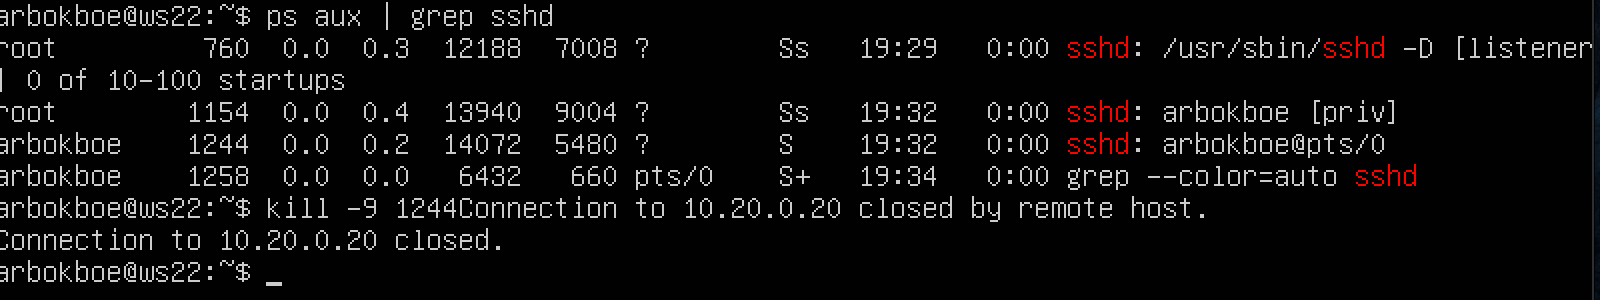 arbokboe@ws22:~$ ps aux | grep sshd
root         760  0.0  0.3  12188  7008 ?        Ss   19:29   0:00 sshd: /usr/sbin/sshd -D [listener
] 0 of 10-100 startups
root        1154  0.0  0.4  13940  9004 ?        Ss   19:32   0:00 sshd: arbokboe [priv]
arbokboe    1244  0.0  0.2  14072  5480 ?        S    19:32   0:00 sshd: arbokboe@pts/0
arbokboe    1258  0.0  0.0   6432   660 pts/0    S+   19:34   0:00 grep --color=auto sshd
arbokboe@ws22:~$ kill -9 1244Connection to 10.20.0.20 closed by remote host.
Connection to 10.20.0.20 closed.
arbokboe@ws22:~$ _